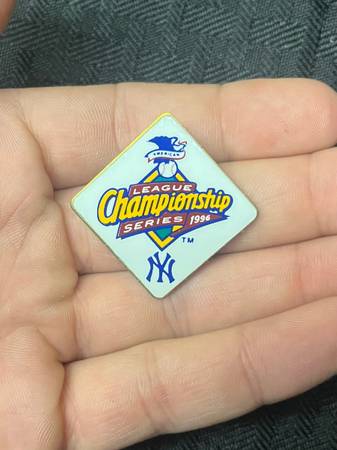 AMERICAN
LEAGUE
Championship
SERIES 1996
TM
NY